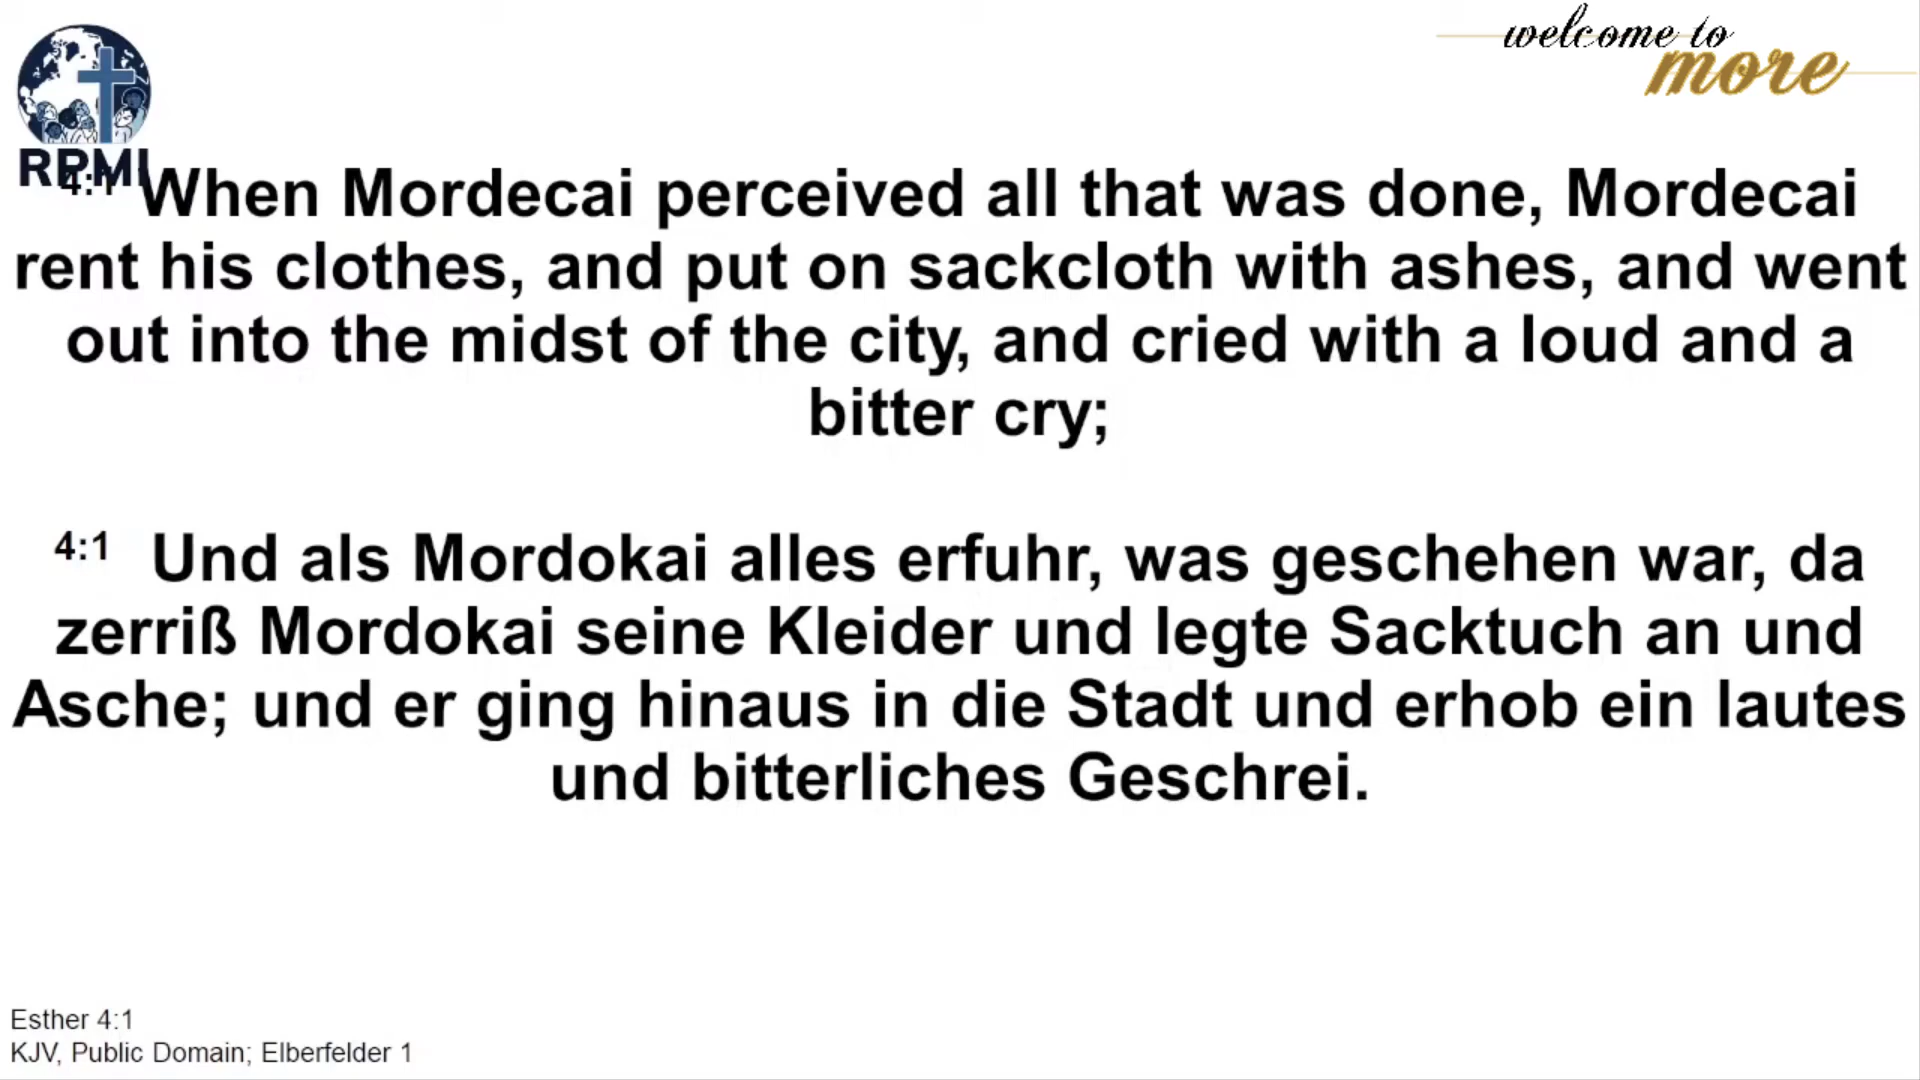 welcome to
more
RPMI
4:1 When Mordecai perceived all that was done, Mordecai
rent his clothes, and put on sackcloth with ashes, and went
out into the midst of the city, and cried with a loud and a
bitter cry;
4:1 Und als Mordokai alles erfuhr, was geschehen war, da
zerriß Mordokai seine Kleider und legte Sacktuch an und
Asche; und er ging hinaus in die Stadt und erhob ein lautes
und bitterliches Geschrei.
Esther 4:1
KJV, Public Domain; Elberfelder 1